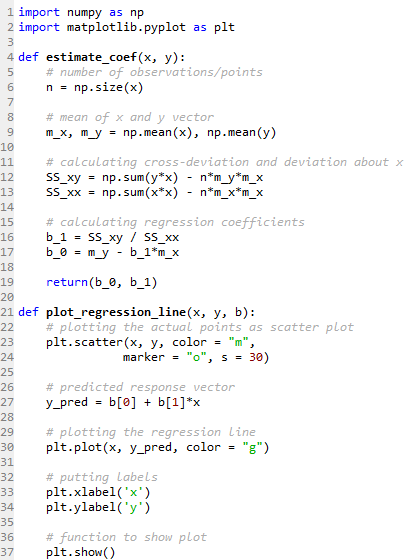 1 import numpy as np
2 import matplotlib.pyplot as plt
3
4 def estimate_coef(x, y):
5     # number of observations/points
6     n = np.size(x)
7
8     # mean of x and y vector
9     m_x, m_y = np.mean(x), np.mean(y)
10
11     # calculating cross-deviation and deviation about x
12     SS_xy = np.sum(y*x) - n*m_y*m_x
13     SS_xx = np.sum(x*x) - n*m_x*m_x
14
15     # calculating regression coefficients
16     b_1 = SS_xy / SS_xx
17     b_0 = m_y - b_1*m_x
18
19     return(b_0, b_1)
20
21 def plot_regression_line(x, y, b):
22     # plotting the actual points as scatter plot
23     plt.scatter(x, y, color = "m",
24                marker = "o", s = 30)
25
26     # predicted response vector
27     y_pred = b[0] + b[1]*x
28
29     # plotting the regression line
30     plt.plot(x, y_pred, color = "g")
31
32     # putting labels
33     plt.xlabel('x')
34     plt.ylabel('y')
35
36     # function to show plot
37     plt.show()